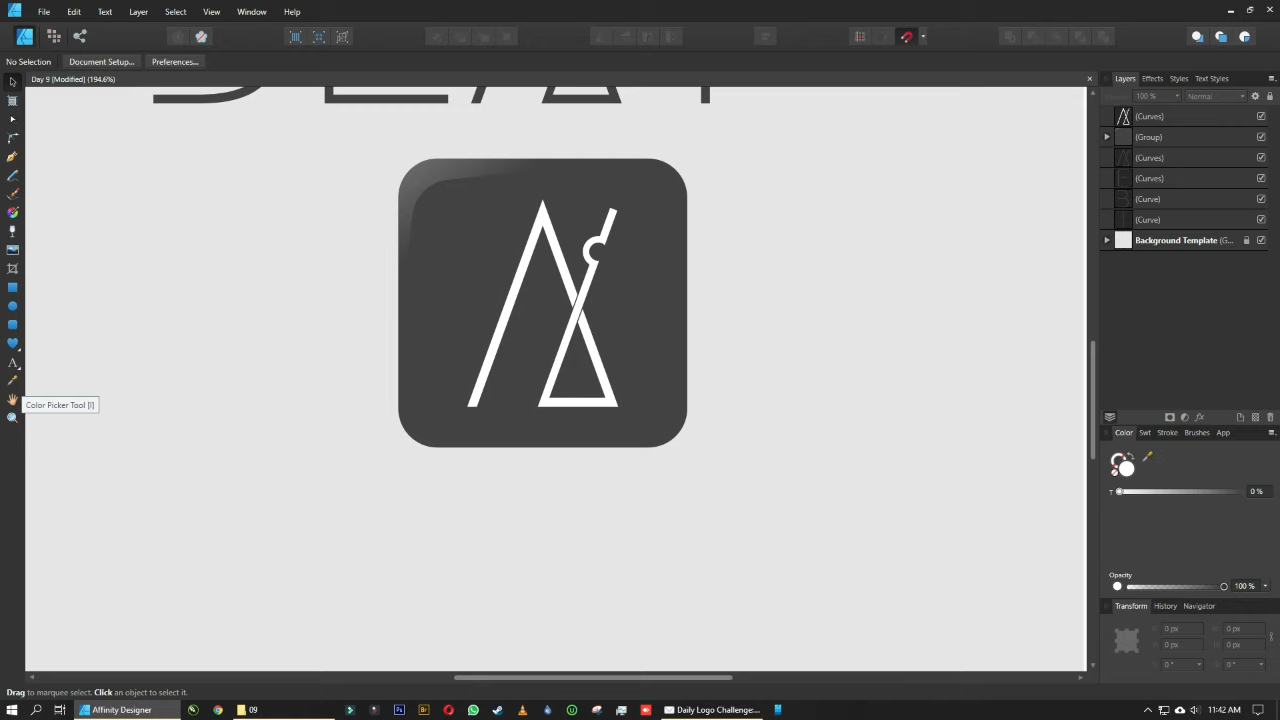 File Edit Text Layer Select View Window Help
No Selection Document Setup... Preferences...
Day 9 [Modified] (194.6%)
Layers Effects Styles Text Styles
100 % Normal
(Curves)
(Group)
(Curves)
(Curves)
(Curve)
(Curve)
Background Template (G...
Color Picker Tool [I]
Color Swt Stroke Brushes App
T 0 %
Opacity
100 %
Transform History Navigator
0 px 0 px
0 px 0 px
0 ° 0 °
Drag to marquee select. Click an object to select it.
Affinity Designer 09 Daily Logo Challenge... 11:42 AM